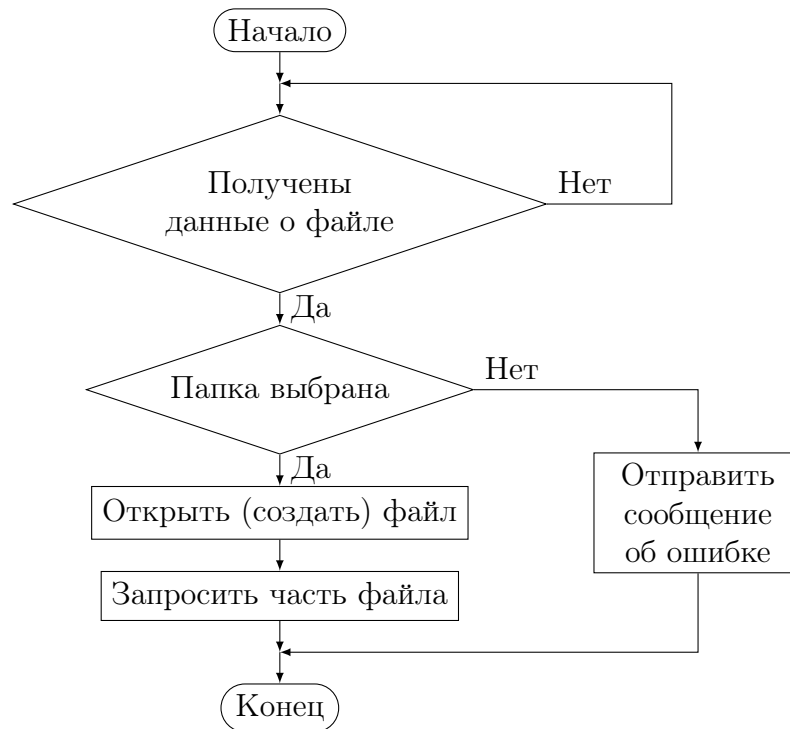 Начало
Получены
данные о файле
Нет
Да
Папка выбрана
Нет
Да
Открыть (создать) файл
Отправить
сообщение
об ошибке
Запросить часть файла
Конец